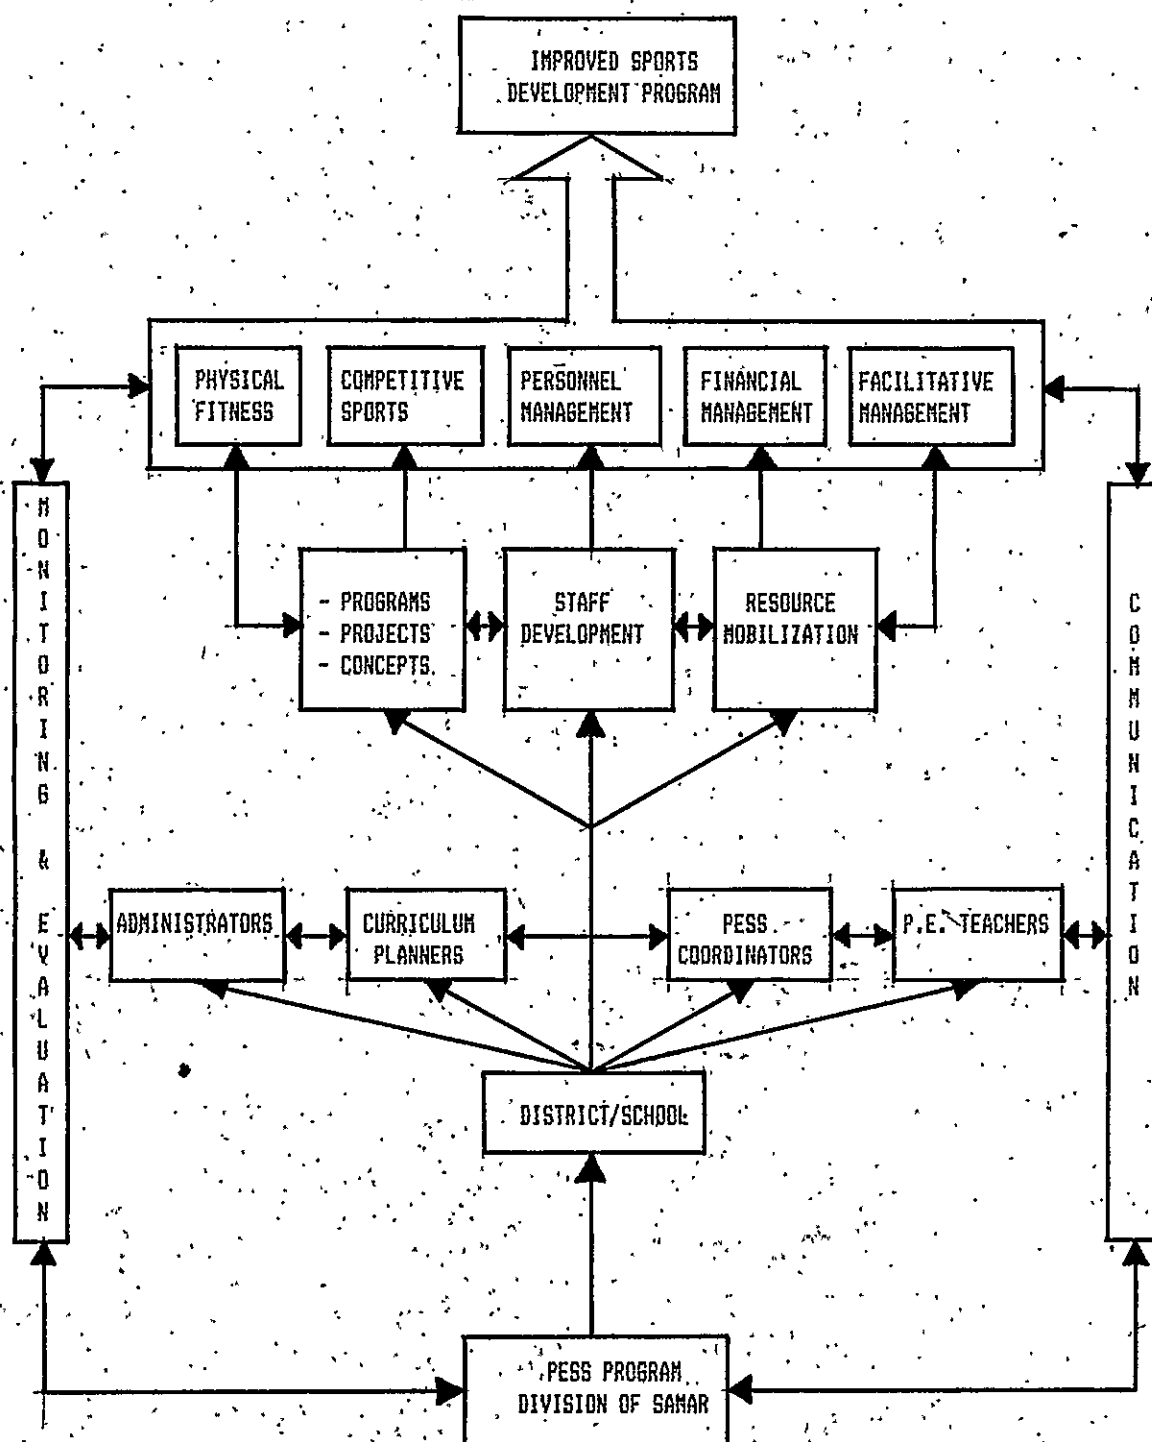 IMPROVED SPORTS
DEVELOPMENT PROGRAM
PHYSICAL
FITNESS
COMPETITIVE
SPORTS
PERSONNEL
MANAGEMENT
FINANCIAL
MANAGEMENT
FACILITATIVE
MANAGEMENT
- PROGRAMS
- PROJECTS
- CONCEPTS
STAFF
DEVELOPMENT
RESOURCE
MOBILIZATION
MONITORING & EVALUATION
COMMUNICATION
ADMINISTRATORS
CURRICULUM
PLANNERS
PESS
COORDINATORS
P.E. TEACHERS
DISTRICT/SCHOOL
PESS PROGRAM
DIVISION OF SAMAR